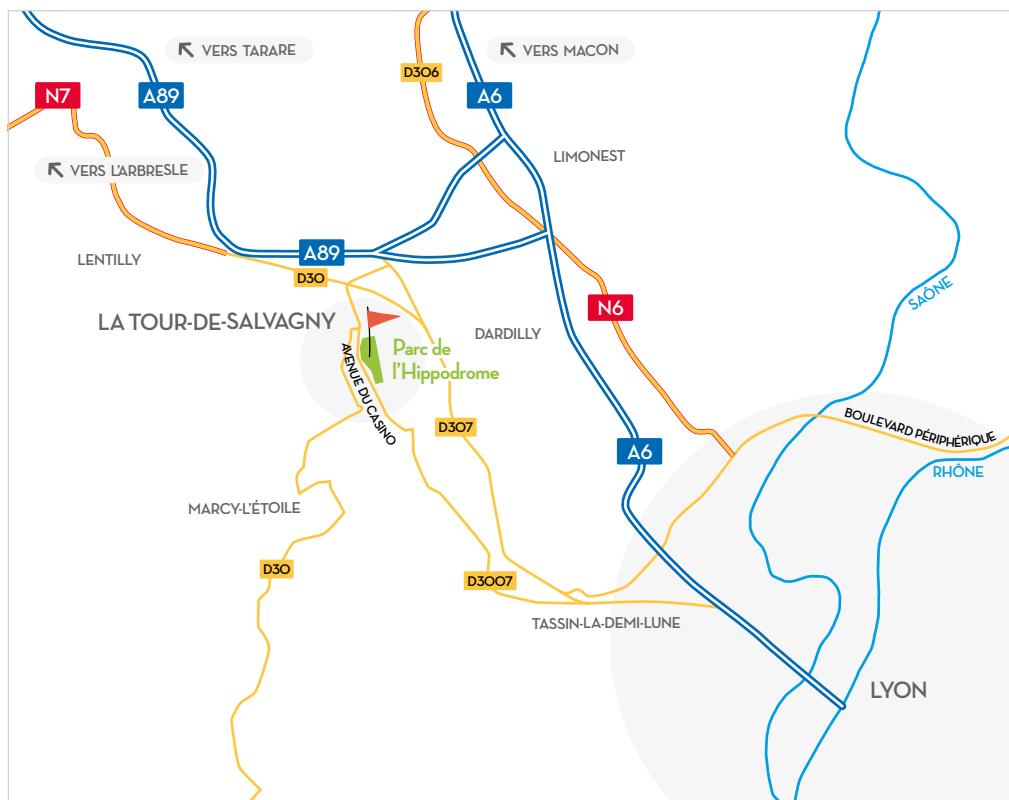 VERS TARARE
VERS MACON
D306
N7
A89
A6
LIMONEST
VERS L'ARBRESLE
LENTILLY
A89
D30
SAÔNE
N6
LA TOUR-DE-SALVAGNY
DARDILLY
Parc de
l'Hippodrome
AVENUE DU CASINO
BOULEVARD PÉRIPHÉRIQUE
D307
A6
RHÔNE
MARCY-L'ÉTOILE
D30
D3007
TASSIN-LA-DEMI-LUNE
LYON